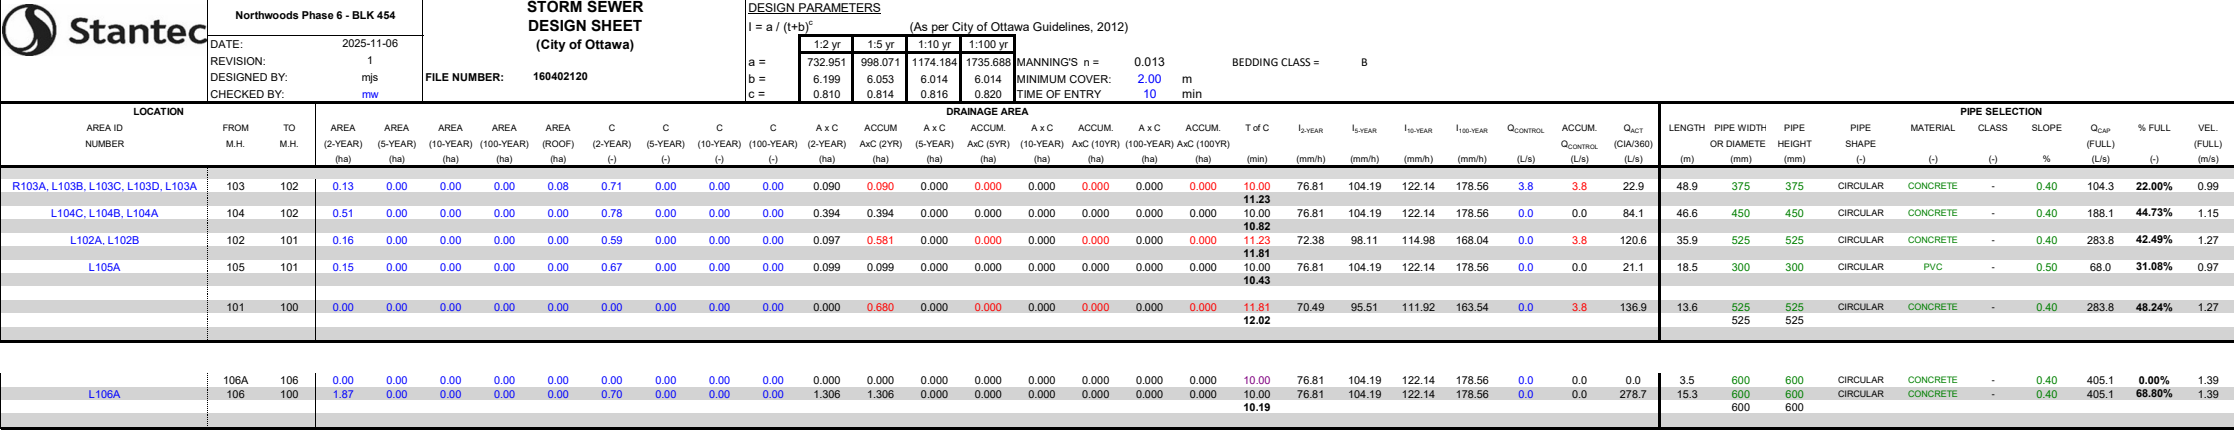 Stantec
Northwoods Phase 6 - BLK 454
DATE: 2025-11-06
REVISION: 1
DESIGNED BY: mjs
CHECKED BY: mw
STORM SEWER
DESIGN SHEET
(City of Ottawa)
FILE NUMBER: 160402120
DESIGN PARAMETERS
I = a / (t+b)^c (As per City of Ottawa Guidelines, 2012)
1:2 yr 1:5 yr 1:10 yr 1:100 yr
a = 732.951 998.071 1174.184 1735.688 MANNING'S n = 0.013 BEDDING CLASS = B
b = 6.199 6.053 6.014 6.014 MINIMUM COVER: 2.00 m
c = 0.810 0.814 0.816 0.820 TIME OF ENTRY 10 min
LOCATION DRAINAGE AREA PIPE SELECTION
AREA ID FROM TO AREA AREA AREA AREA AREA C C C C A x C ACCUM A x C ACCUM. A x C ACCUM. A x C ACCUM. T of C I2-YEAR I5-YEAR I10-YEAR I100-YEAR QCONTROL ACCUM. QACT LENGTH PIPE WIDTH PIPE PIPE MATERIAL CLASS SLOPE QCAP % FULL VEL.
NUMBER M.H. M.H. (2-YEAR) (5-YEAR) (10-YEAR) (100-YEAR) (ROOF) (2-YEAR) (5-YEAR) (10-YEAR) (100-YEAR) (2-YEAR) AxC (2YR) (5-YEAR) AxC (5YR) (10-YEAR) AxC (10YR) (100-YEAR) AxC (100YR) QCONTROL (CIA/360) OR DIAMETE HEIGHT SHAPE (FULL) (FULL)
(ha) (ha) (ha) (ha) (ha) (-) (-) (-) (-) (ha) (ha) (ha) (ha) (ha) (ha) (ha) (ha) (min) (mm/h) (mm/h) (mm/h) (mm/h) (L/s) (L/s) (L/s) (m) (mm) (mm) (-) (-) (-) % (L/s) (-) (m/s)
R103A, L103B, L103C, L103D, L103A 103 102 0.13 0.00 0.00 0.00 0.08 0.71 0.00 0.00 0.00 0.090 0.090 0.000 0.000 0.000 0.000 0.000 0.000 10.00 76.81 104.19 122.14 178.56 3.8 3.8 22.9 48.9 375 375 CIRCULAR CONCRETE - 0.40 104.3 22.00% 0.99
11.23
L104C, L104B, L104A 104 102 0.51 0.00 0.00 0.00 0.00 0.78 0.00 0.00 0.00 0.394 0.394 0.000 0.000 0.000 0.000 0.000 0.000 10.00 76.81 104.19 122.14 178.56 0.0 0.0 84.1 46.6 450 450 CIRCULAR CONCRETE - 0.40 188.1 44.73% 1.15
10.82
L102A, L102B 102 101 0.16 0.00 0.00 0.00 0.00 0.59 0.00 0.00 0.00 0.097 0.581 0.000 0.000 0.000 0.000 0.000 0.000 11.23 72.38 98.11 114.98 168.04 0.0 3.8 120.6 35.9 525 525 CIRCULAR CONCRETE - 0.40 283.8 42.49% 1.27
11.81
L105A 105 101 0.15 0.00 0.00 0.00 0.00 0.67 0.00 0.00 0.00 0.099 0.099 0.000 0.000 0.000 0.000 0.000 0.000 10.00 76.81 104.19 122.14 178.56 0.0 0.0 21.1 18.5 300 300 CIRCULAR PVC - 0.50 68.0 31.08% 0.97
10.43
101 100 0.00 0.00 0.00 0.00 0.00 0.00 0.00 0.00 0.00 0.000 0.680 0.000 0.000 0.000 0.000 0.000 0.000 11.81 70.49 95.51 111.92 163.54 0.0 3.8 136.9 13.6 525 525 CIRCULAR CONCRETE - 0.40 283.8 48.24% 1.27
12.02 525 525
106A 106 0.00 0.00 0.00 0.00 0.00 0.00 0.00 0.00 0.00 0.000 0.000 0.000 0.000 0.000 0.000 0.000 0.000 10.00 76.81 104.19 122.14 178.56 0.0 0.0 0.0 3.5 600 600 CIRCULAR CONCRETE - 0.40 405.1 0.00% 1.39
L106A 106 100 1.87 0.00 0.00 0.00 0.00 0.70 0.00 0.00 0.00 1.306 1.306 0.000 0.000 0.000 0.000 0.000 0.000 10.00 76.81 104.19 122.14 178.56 0.0 0.0 278.7 15.3 600 600 CIRCULAR CONCRETE - 0.40 405.1 68.80% 1.39
10.19 600 600